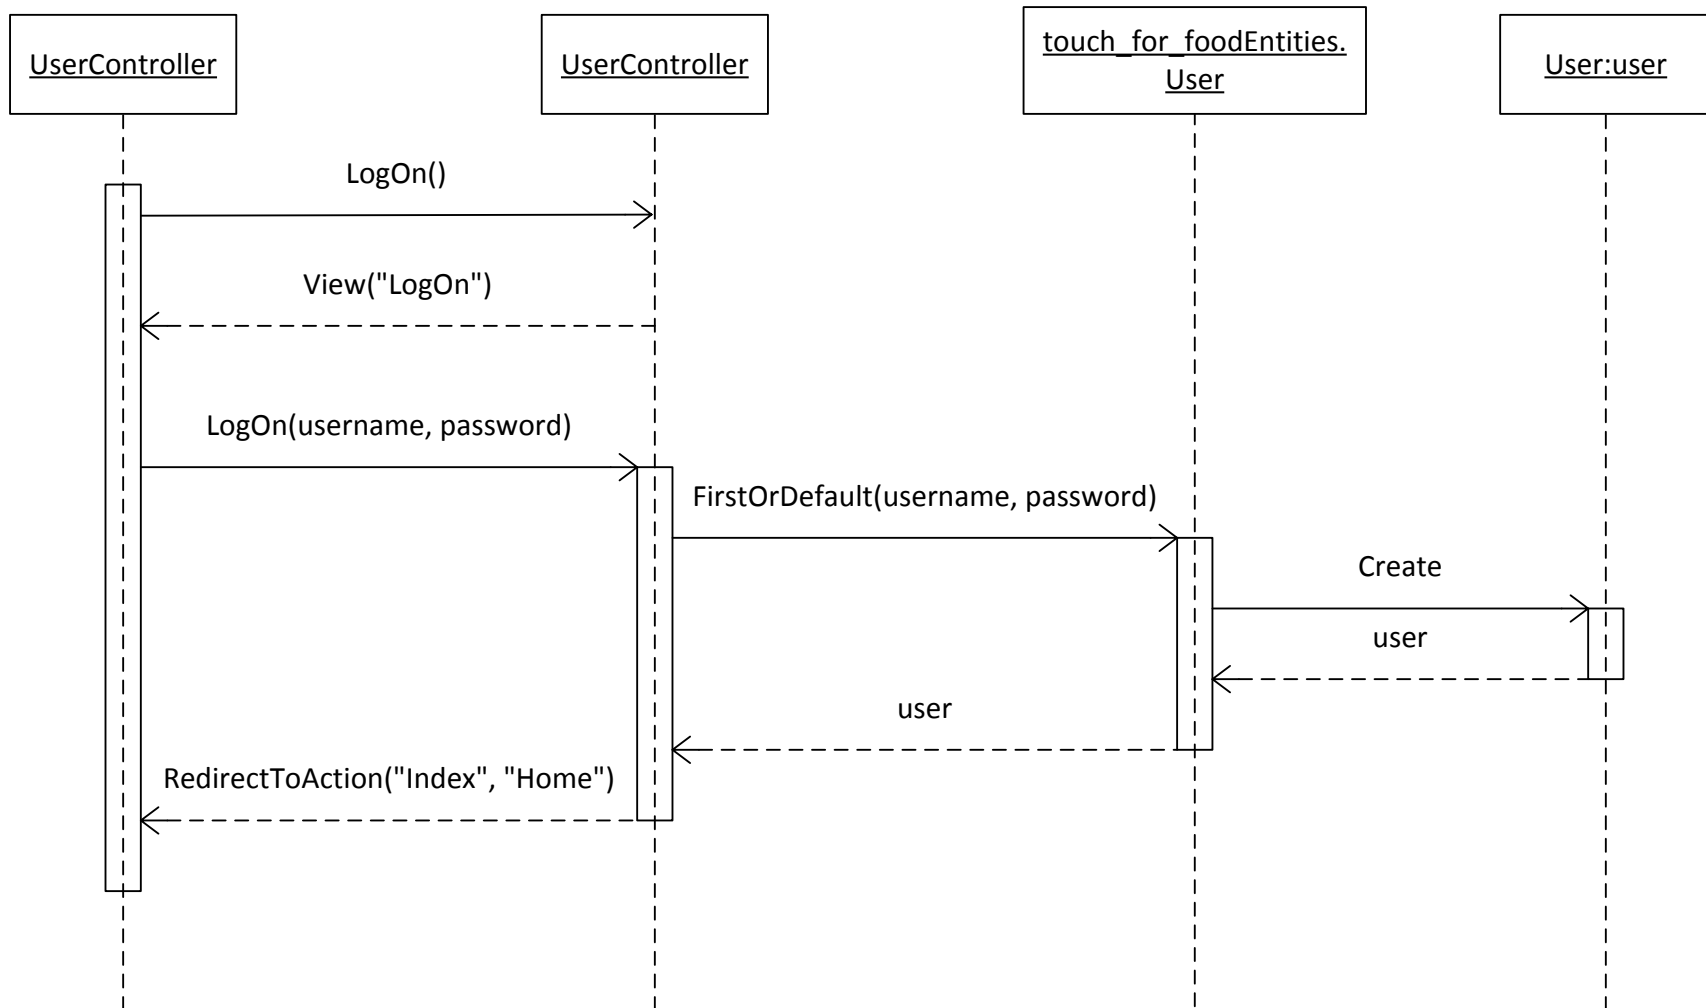 UserController
UserController
touch_for_foodEntities.
User
User:user
LogOn()
View("LogOn")
LogOn(username, password)
FirstOrDefault(username, password)
Create
user
user
RedirectToAction("Index", "Home")